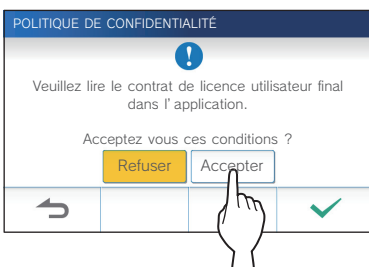 POLITIQUE DE CONFIDENTIALITÉ
Veuillez lire le contrat de licence utilisateur final
dans l'application.
Acceptez vous ces conditions ?
Refuser
Accepter